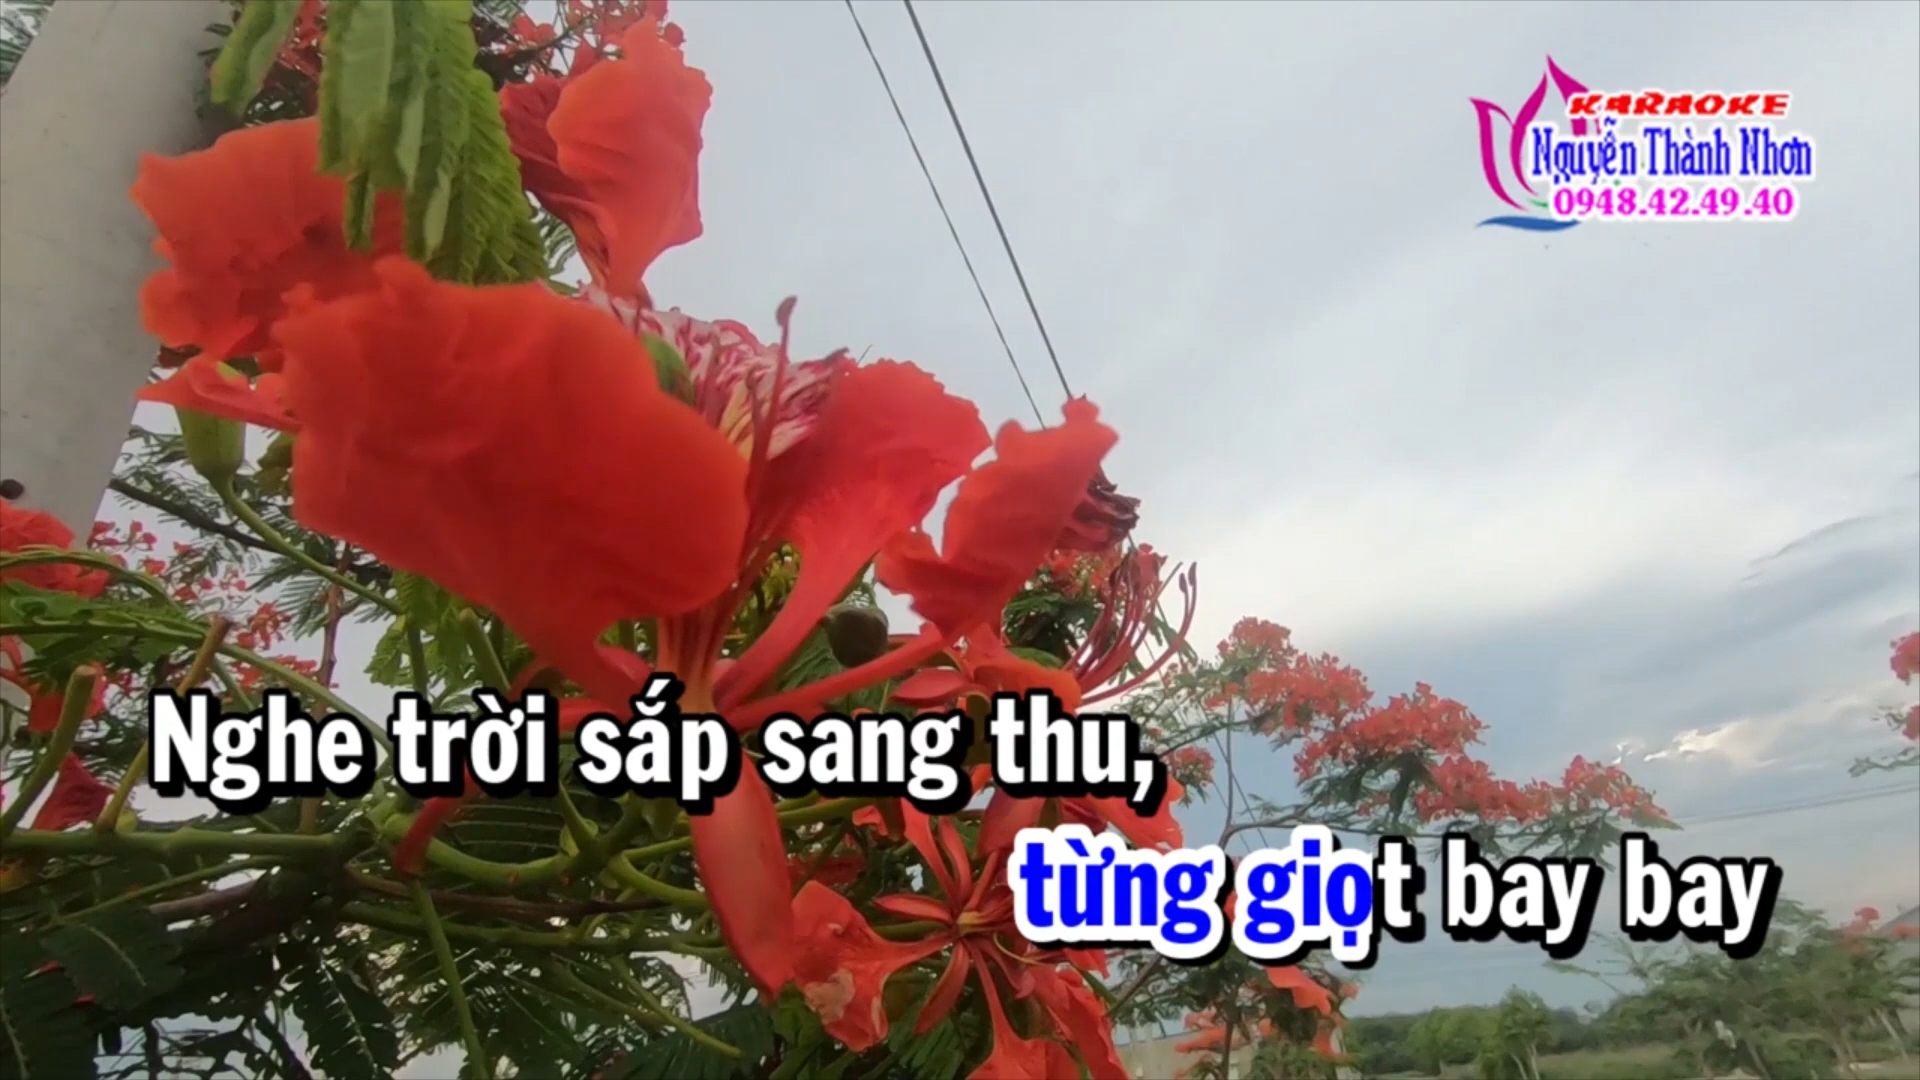 KARAOKE
Nguyễn Thành Nhơn
0948.42.49.40
Nghe trời sắp sang thu,
từng giọt bay bay